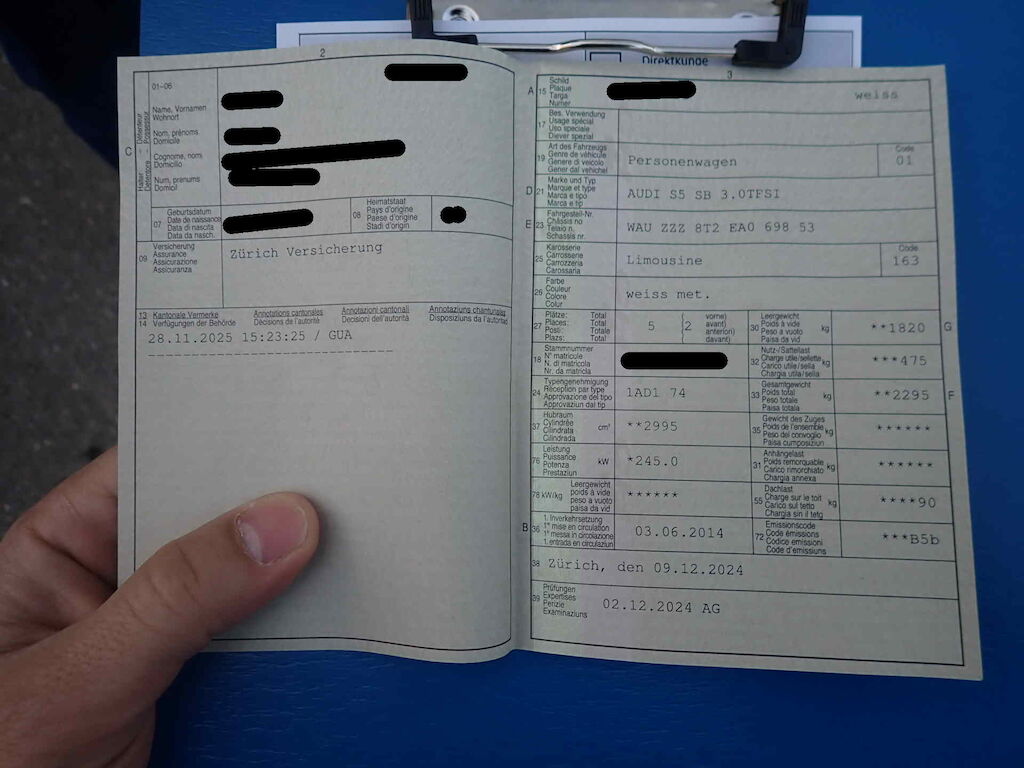 Direktkunde
2
01-06
Name, Vornamen
Wohnort
Nom, prénoms
Domicile
Cognome, nom
Domicilio
Num, prenums
Domicil
C
Halter – Détenteur
Detentore – Possessur
07
Geburtsdatum
Date de naissance
Data di nascita
Data da nasch.
08
Heimatstaat
Pays d'origine
Paese d'origine
Stadi d'origin
09
Versicherung
Assurance
Assicurazione
Assicuranza
Zürich Versicherung
13
14
Kantonale Vermerke
Verfügungen der Behörde
Annotations cantonales
Décisions de l'autorité
Annotazioni cantonali
Decisioni dell'autorità
Annotaziuns chantunalas
Disposiziuns da l'autoritad
28.11.2025 15:23:25 / GUA
3
A 15
Schild
Plaque
Targa
Numer
weiss
17
Bes. Verwendung
Usage spécial
Uso speciale
Diever spezial
19
Art des Fahrzeugs
Genre de véhicule
Genere di veicolo
Gener dal vehichel
Personenwagen
Code
01
D 21
Marke und Typ
Marque et type
Marca e tipo
Marca e tip
AUDI S5 SB 3.0TFSI
E 23
Fahrgestell-Nr.
Châssis no
Telaio n.
Schassis nr.
WAU ZZZ 8T2 EA0 698 53
25
Karosserie
Carrosserie
Carrozzeria
Carossaria
Limousine
Code
163
26
Farbe
Couleur
Colore
Colur
weiss met.
27
Plätze: Total
Places: Total
Posti: Totale
Plazs: Total
5 (2
vorne)
avant)
anteriori)
davant)
30
Leergewicht
Poids à vide
Peso a vuoto
Paisa da vid
kg
**1820
G
18
Stammnummer
N° matricule
N. di matricola
Nr. da matricla
32
Nutz-/Sattellast
Charge utile/sellette
Carico utile/sella
Chargia utila/sella
kg
***475
24
Typengenehmigung
Réception par type
Approvazione del tipo
Approvaziun dal tip
1AD1 74
33
Gesamtgewicht
Poids total
Peso totale
Paisa totala
kg
**2295
F
37
Hubraum
Cylindrée
Cilindrata
Cilindrada
cm³
**2995
35
Gewicht des Zuges
Poids de l'ensemble
Peso del convoglio
Paisa cumposiziun
kg
******
76
Leistung
Puissance
Potenza
Prestaziun
kW
*245.0
31
Anhängelast
Poids remorquable
Carico rimorchiato
Chargia annexa
kg
******
78 kW/kg
Leergewicht
poids à vide
peso a vuoto
paisa da vid
******
55
Dachlast
Charge sur le toit
Carico sul tetto
Chargia sin il tetg
kg
****90
B 36
1. Inverkehrsetzung
1re mise en circulation
1a messa in circolazione
1. entrada en circulaziun
03.06.2014
72
Emissionscode
Code émissions
Codice emissioni
Code d'emissiuns
***B5b
38
Zürich, den 09.12.2024
39
Prüfungen
Expertises
Perizie
Examinaziuns
02.12.2024 AG